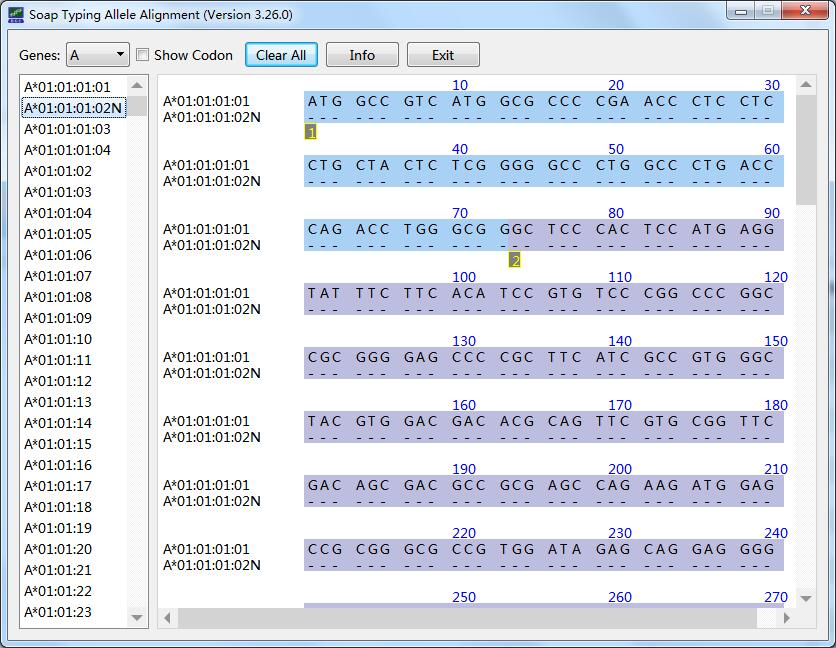 Soap Typing Allele Alignment (Version 3.26.0)
Genes: A Show Codon Clear All Info Exit
A*01:01:01:01
A*01:01:01:02N
A*01:01:01:03
A*01:01:01:04
A*01:01:02
A*01:01:03
A*01:01:04
A*01:01:05
A*01:01:06
A*01:01:07
A*01:01:08
A*01:01:09
A*01:01:10
A*01:01:11
A*01:01:12
A*01:01:13
A*01:01:14
A*01:01:15
A*01:01:16
A*01:01:17
A*01:01:18
A*01:01:19
A*01:01:20
A*01:01:21
A*01:01:22
A*01:01:23
10 20 30
A*01:01:01:01 ATG GCC GTC ATG GCG CCC CGA ACC CTC CTC
A*01:01:01:02N --- --- --- --- --- --- --- --- --- ---
1
40 50 60
A*01:01:01:01 CTG CTA CTC TCG GGG GCC CTG GCC CTG ACC
A*01:01:01:02N --- --- --- --- --- --- --- --- --- ---
70 80 90
A*01:01:01:01 CAG ACC TGG GCG GGC TCC CAC TCC ATG AGG
A*01:01:01:02N --- --- --- --- --- --- --- --- --- ---
2
100 110 120
A*01:01:01:01 TAT TTC TTC ACA TCC GTG TCC CGG CCC GGC
A*01:01:01:02N --- --- --- --- --- --- --- --- --- ---
130 140 150
A*01:01:01:01 CGC GGG GAG CCC CGC TTC ATC GCC GTG GGC
A*01:01:01:02N --- --- --- --- --- --- --- --- --- ---
160 170 180
A*01:01:01:01 TAC GTG GAC GAC ACG CAG TTC GTG CGG TTC
A*01:01:01:02N --- --- --- --- --- --- --- --- --- ---
190 200 210
A*01:01:01:01 GAC AGC GAC GCC GCG AGC CAG AAG ATG GAG
A*01:01:01:02N --- --- --- --- --- --- --- --- --- ---
220 230 240
A*01:01:01:01 CCG CGG GCG CCG TGG ATA GAG CAG GAG GGG
A*01:01:01:02N --- --- --- --- --- --- --- --- --- ---
250 260 270